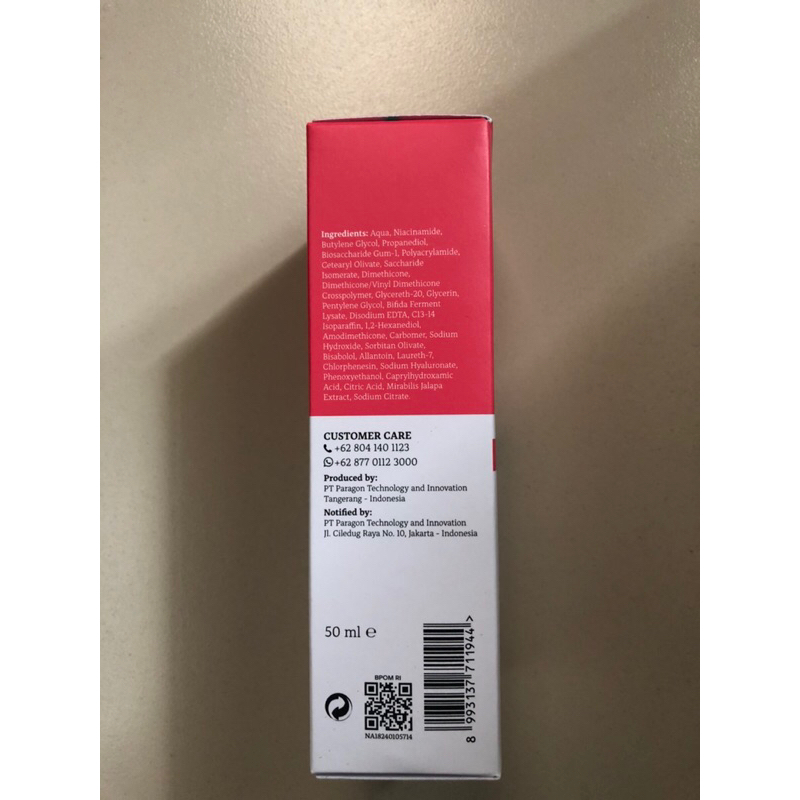 Ingredients: Aqua, Niacinamide,
Butylene Glycol, Propanediol,
Biosaccharide Gum-1, Polyacrylamide,
Cetearyl Olivate, Saccharide
Isomerate, Dimethicone,
Dimethicone/Vinyl Dimethicone
Crosspolymer, Glycereth-20, Glycerin,
Pentylene Glycol, Bifida Ferment
Lysate, Disodium EDTA, C13-14
Isoparaffin, 1,2-Hexanediol,
Amodimethicone, Carbomer, Sodium
Hydroxide, Sorbitan Olivate,
Bisabolol, Allantoin, Laureth-7,
Chlorphenesin, Sodium Hyaluronate,
Phenoxyethanol, Caprylhydroxamic
Acid, Citric Acid, Mirabilis Jalapa
Extract, Sodium Citrate.
CUSTOMER CARE
+62 804 140 1123
+62 877 0112 3000
Produced by:
PT Paragon Technology and Innovation
Tangerang - Indonesia
Notified by:
PT Paragon Technology and Innovation
Jl. Ciledug Raya No. 10, Jakarta - Indonesia
50 ml ℮
BPOM RI
NA18240105714
8 993137 711944 >